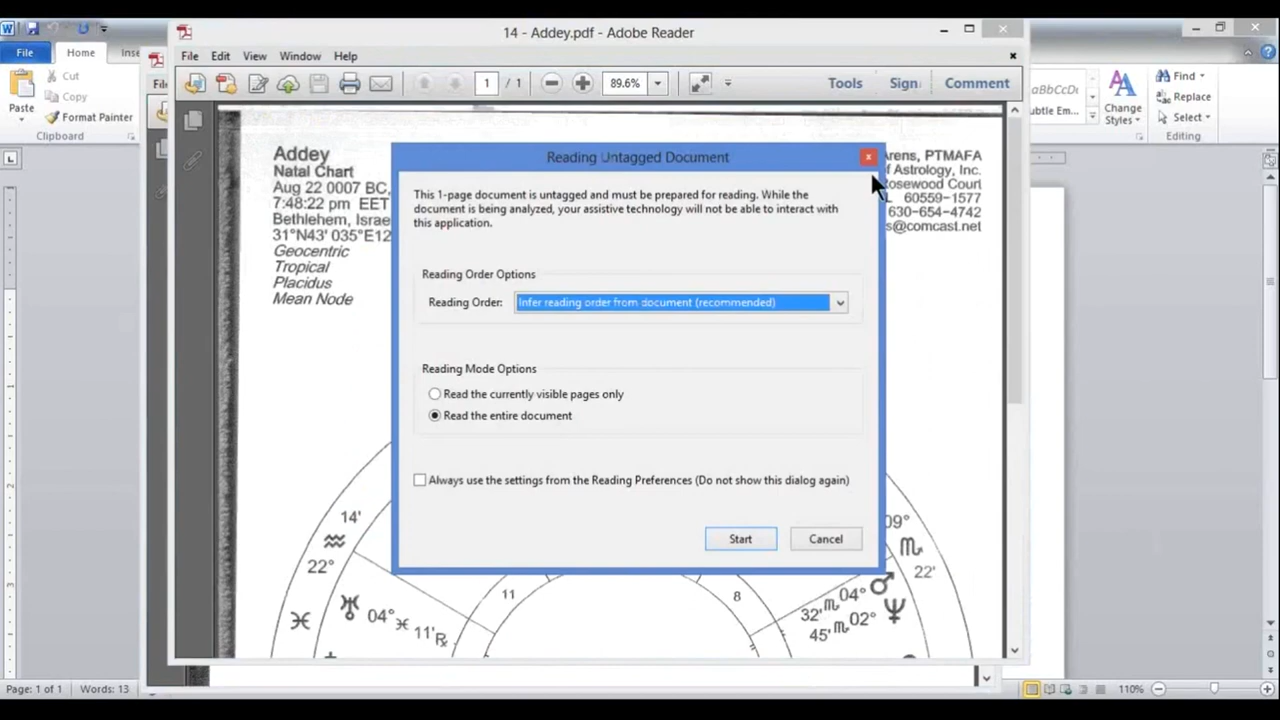 14 - Addey.pdf - Adobe Reader
File Home Inse
File Edit View Window Help
Cut
Copy
Paste
Format Painter
Clipboard
1 / 1
89.6%
Tools Sign Comment
Find
Replace
Select
Change
Styles
Editing
AaBbCcDc
ubtle Em...
Addey
Natal Chart
Aug 22 0007 BC,
7:48:22 pm EET
Bethlehem, Israe
31°N43' 035°E12
Geocentric
Tropical
Placidus
Mean Node
Arens, PTMAFA
of Astrology, Inc.
Rosewood Court
60559-1577
630-654-4742
s@comcast.net
Reading Untagged Document
This 1-page document is untagged and must be prepared for reading. While the
document is being analyzed, your assistive technology will not be able to interact with
this application.
Reading Order Options
Reading Order: Infer reading order from document (recommended)
Reading Mode Options
Read the currently visible pages only
Read the entire document
Always use the settings from the Reading Preferences (Do not show this dialog again)
Start Cancel
14' ♒ 22°
♓ ♅ 04° ♓ 11' ℞
11
8
09° ♏ 22'
32' ♏ 04° ♂
45' ♏ 02° ♆
Page: 1 of 1 Words: 13
110%